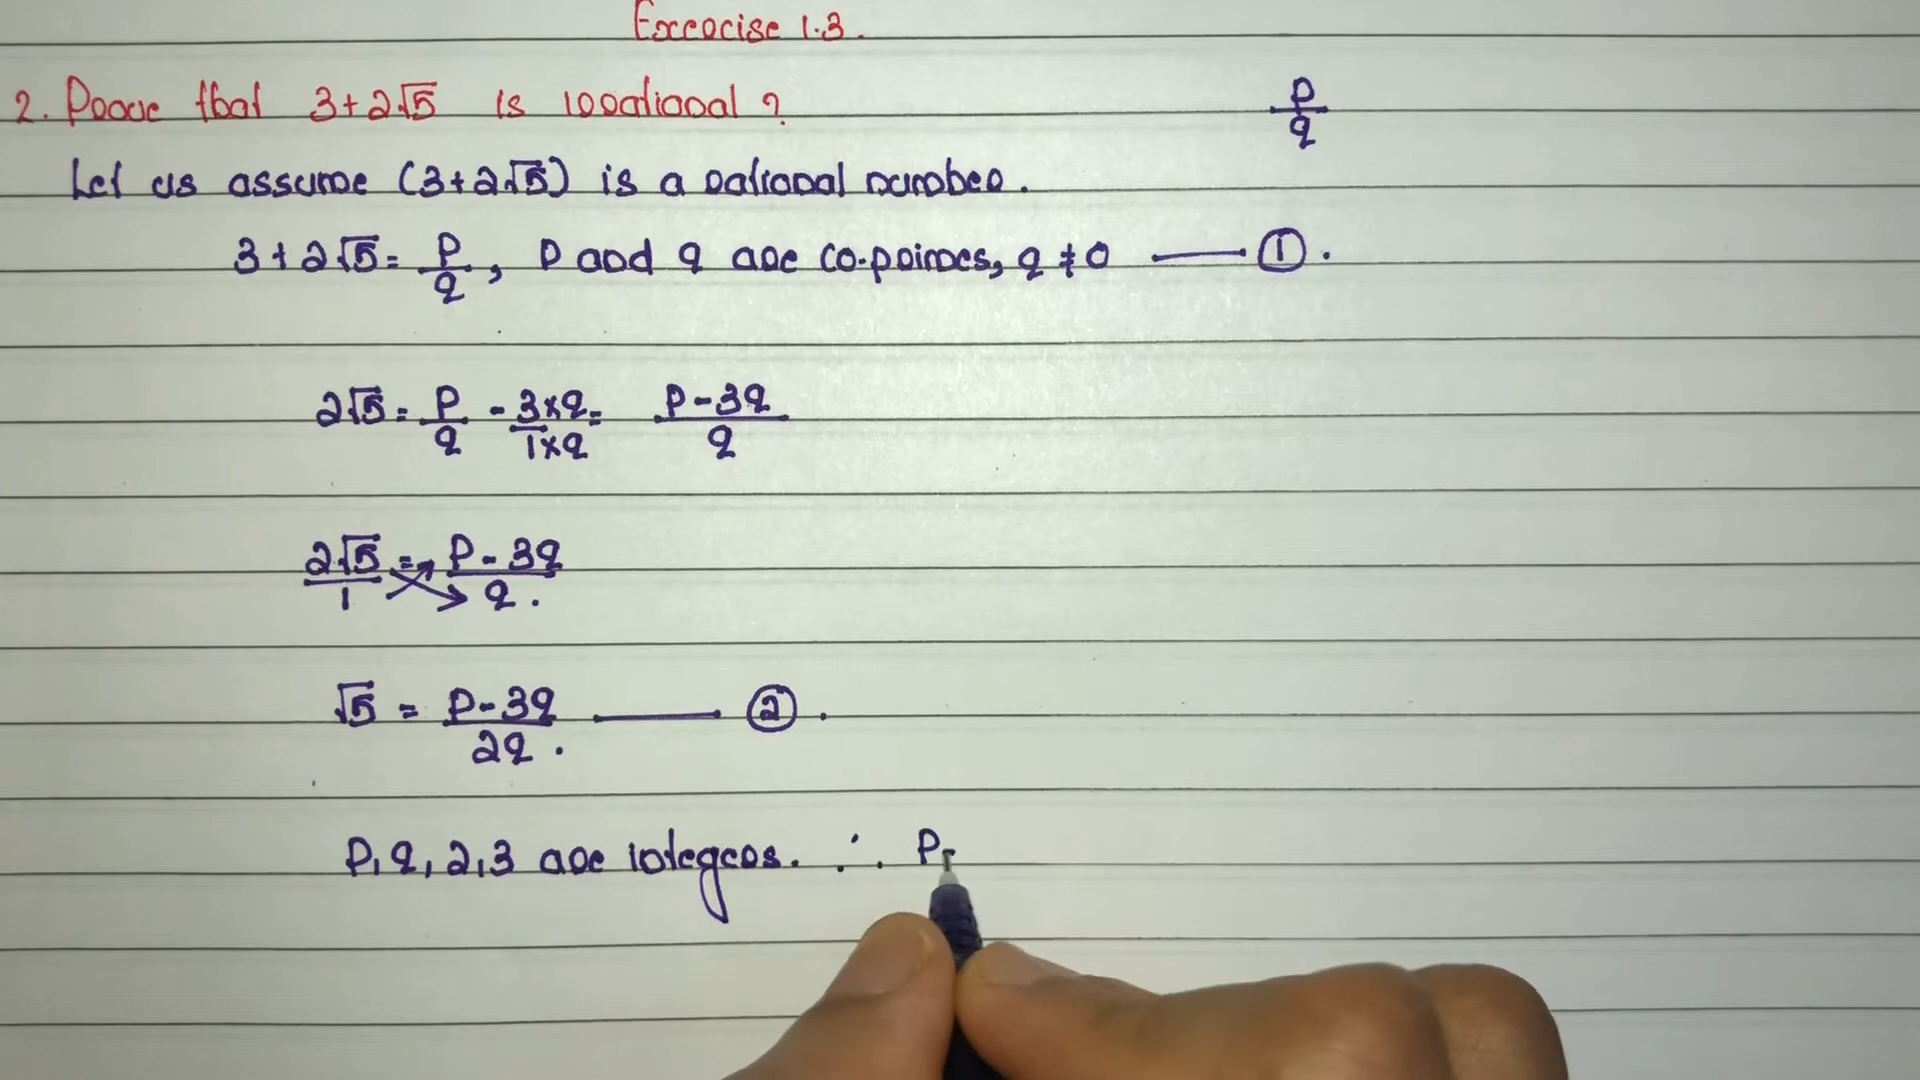 Exercise 1.3.
2. Prove that 3+2√5 is irrational?
p/q
Let us assume (3+2√5) is a rational number.
3+2√5 = p/q, p and q are co-primes, q ≠ 0 —— ①.
2√5 = p/q - 3×q/1×q = p-3q/q
2√5/1 = p-3q/q.
√5 = p-3q/2q. —— ②.
p, q, 2, 3 are integers. ∴ p-